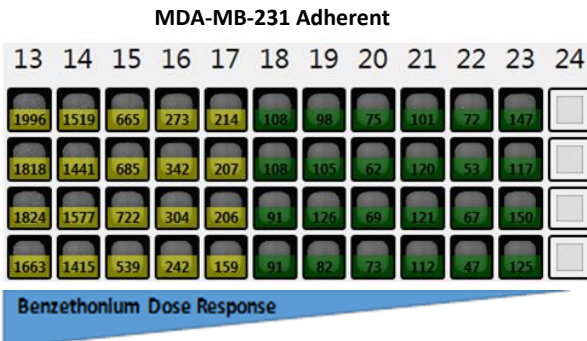 MDA-MB-231 Adherent
13 14 15 16 17 18 19 20 21 22 23 24
1996 1519 665 273 214 108 98 75 101 72 147
1818 1441 685 342 207 108 105 62 120 53 117
1824 1577 722 304 206 91 126 69 121 67 150
1663 1415 539 242 159 91 82 73 112 47 125
Benzethonium Dose Response